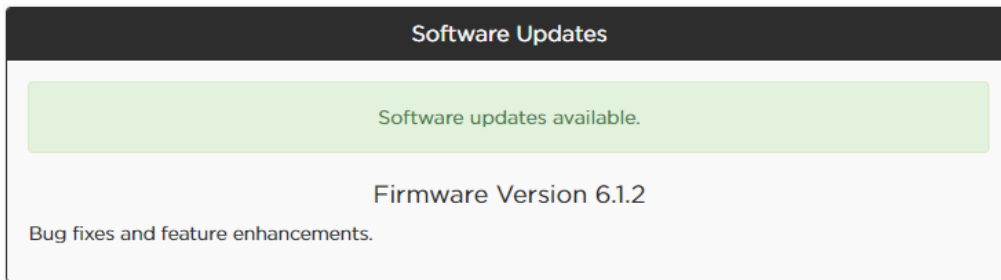 Software Updates
Software updates available.
Firmware Version 6.1.2
Bug fixes and feature enhancements.